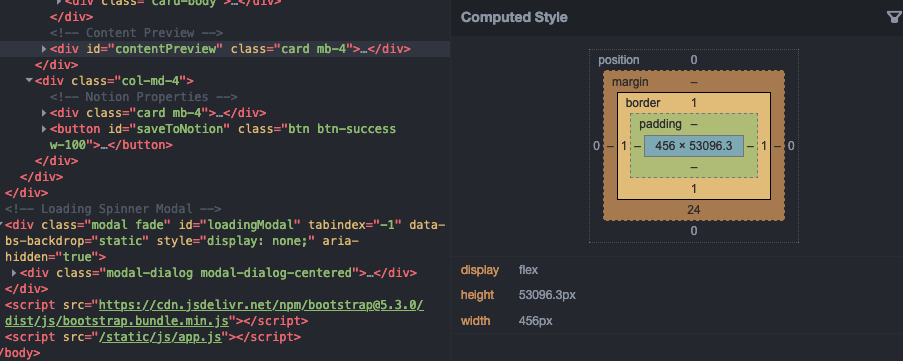 <div class="card-body">…</div>
</div>
<!-- Content Preview -->
<div id="contentPreview" class="card mb-4">…</div>
</div>
<div class="col-md-4">
<!-- Notion Properties -->
<div class="card mb-4">…</div>
<button id="saveToNotion" class="btn btn-success
w-100">…</button>
</div>
</div>
</div>
<!-- Loading Spinner Modal -->
<div class="modal fade" id="loadingModal" tabindex="-1" data-
bs-backdrop="static" style="display: none;" aria-
hidden="true">
<div class="modal-dialog modal-dialog-centered">…</div>
</div>
<script src="https://cdn.jsdelivr.net/npm/bootstrap@5.3.0/
dist/js/bootstrap.bundle.min.js"></script>
<script src="/static/js/app.js"></script>
/body>
Computed Style
position 0
margin –
border 1
padding –
0 – 1 – 456 × 53096.3 – 1 – 0
–
1
24
0
display flex
height 53096.3px
width 456px